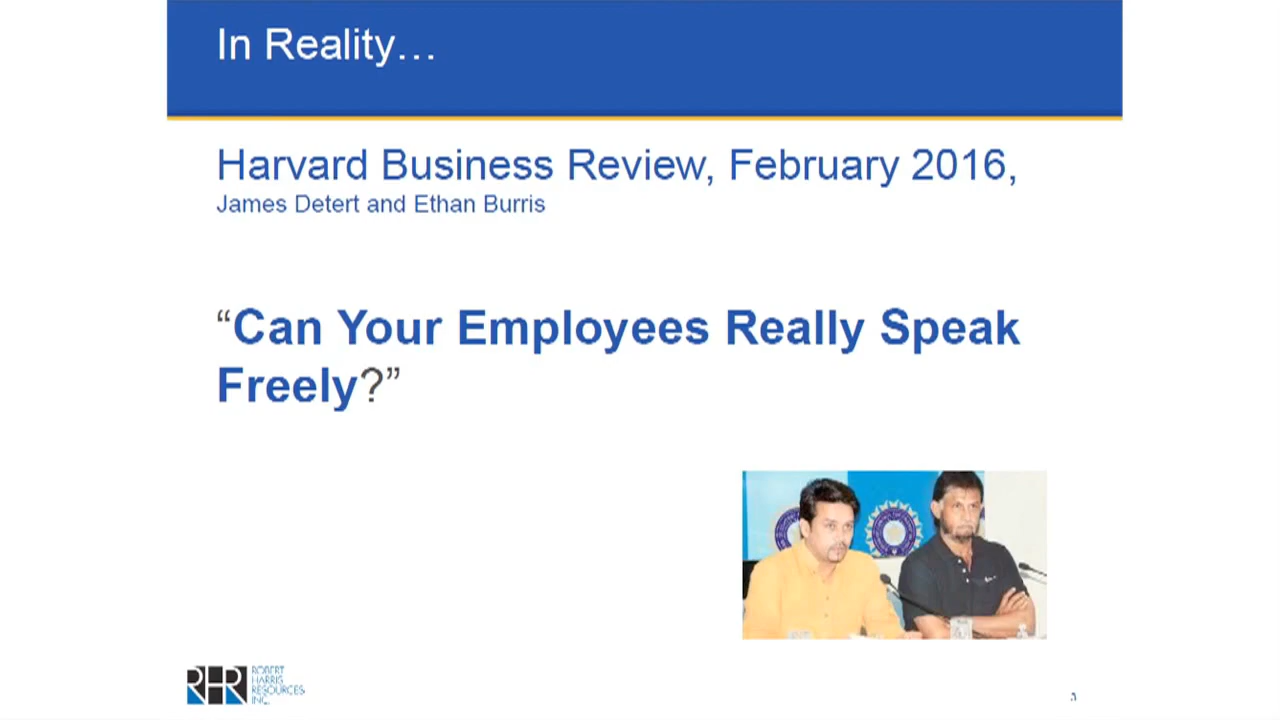 In Reality…
Harvard Business Review, February 2016,
James Detert and Ethan Burris
“Can Your Employees Really Speak
Freely?”
RHR
ROBERT
HARRIS
RESOURCES
INC.